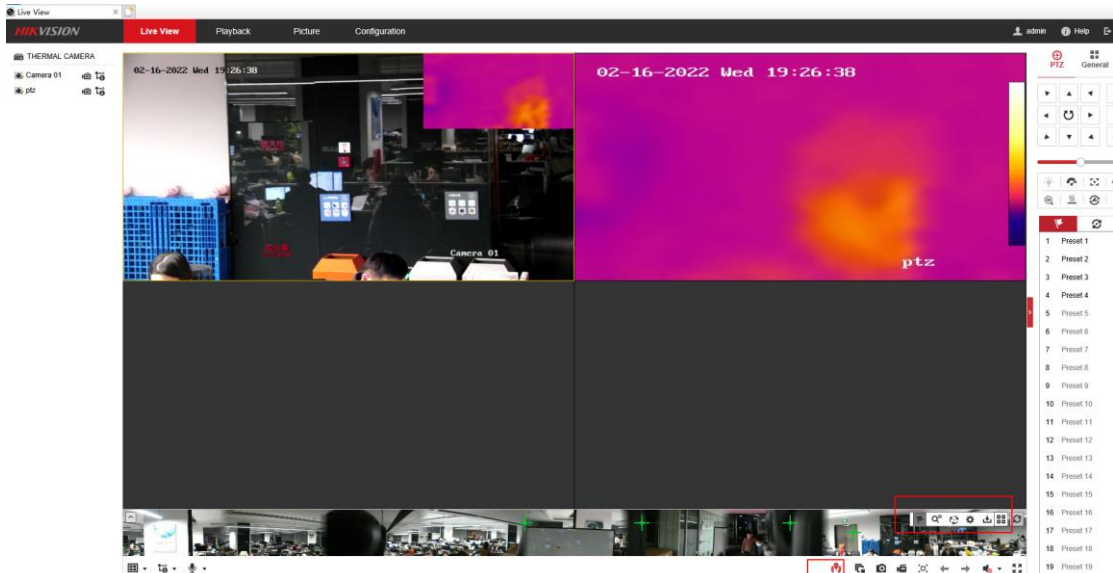 Live View
HIKVISION
Live View Playback Picture Configuration
admin Help
THERMAL CAMERA
Camera 01
ptz
02-16-2022 Wed 19:26:38
Camera 01
02-16-2022 Wed 19:26:38
ptz
PTZ General
1 Preset 1
2 Preset 2
3 Preset 3
4 Preset 4
5 Preset 5
6 Preset 6
7 Preset 7
8 Preset 8
9 Preset 9
10 Preset 10
11 Preset 11
12 Preset 12
13 Preset 13
14 Preset 14
15 Preset 15
16 Preset 16
17 Preset 17
18 Preset 18
19 Preset 19